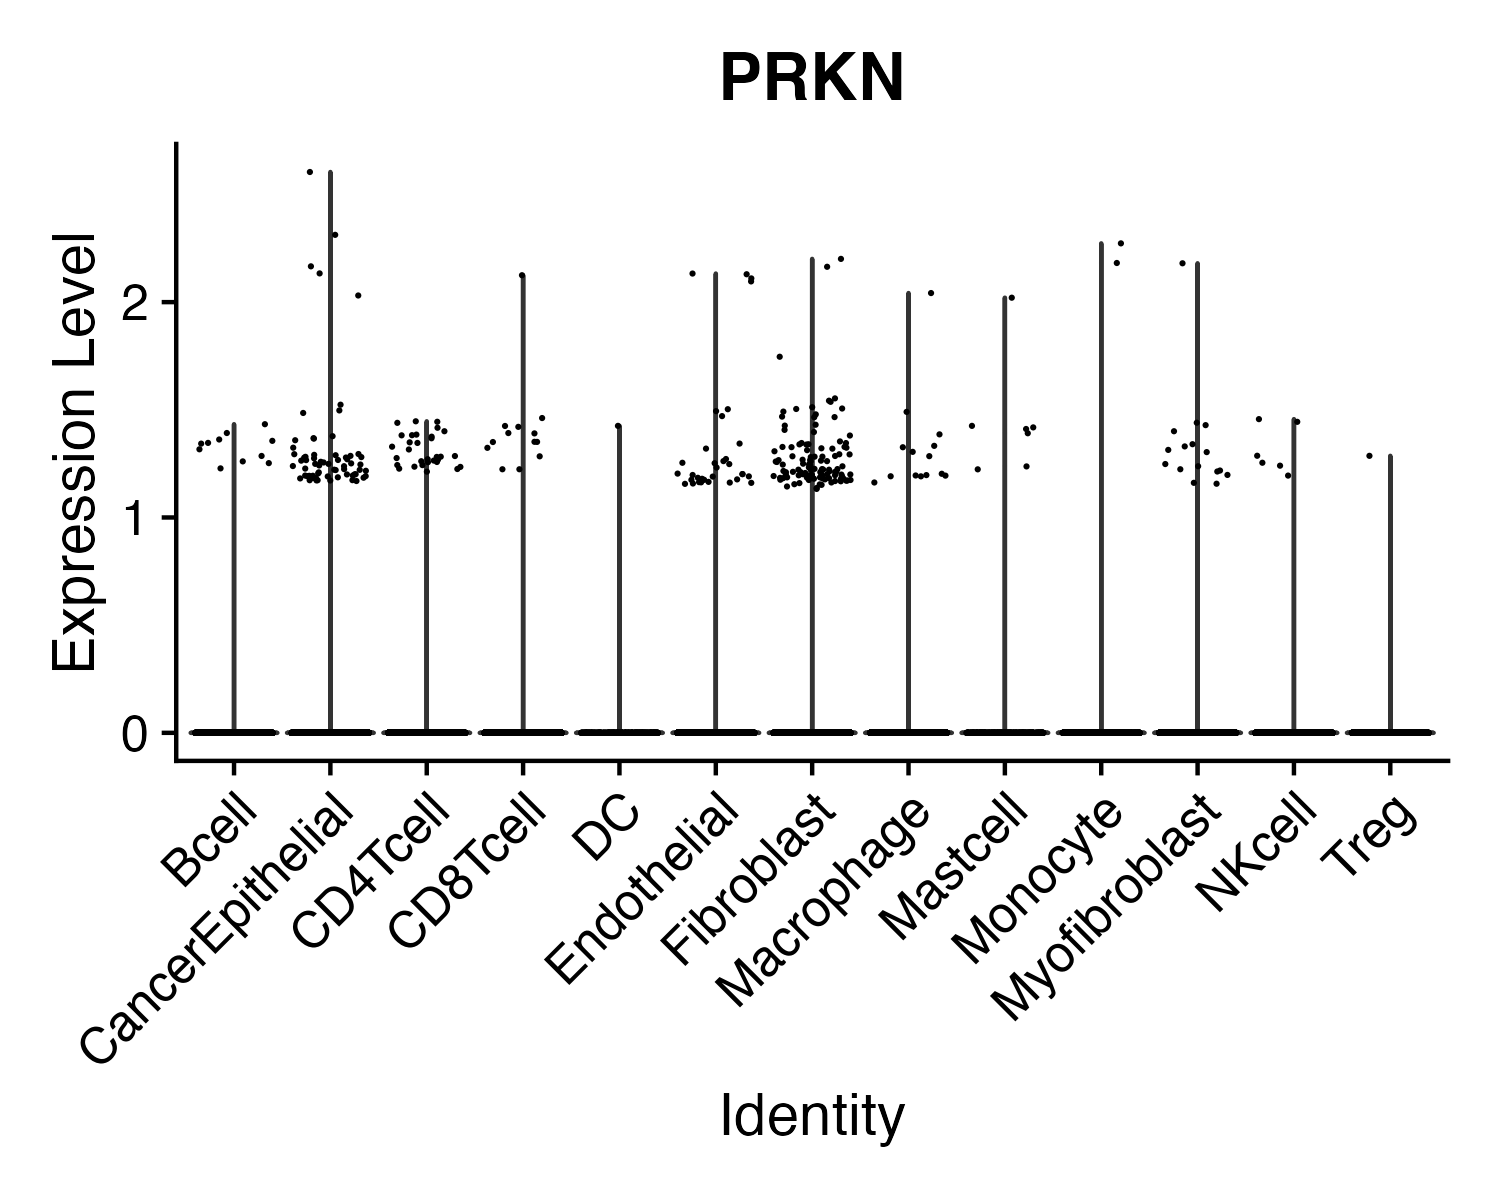 PRKN
Expression Level
2
1
0
Bcell
CancerEpithelial
CD4Tcell
CD8Tcell
DC
Endothelial
Fibroblast
Macrophage
Mastcell
Monocyte
Myofibroblast
NKcell
Treg
Identity